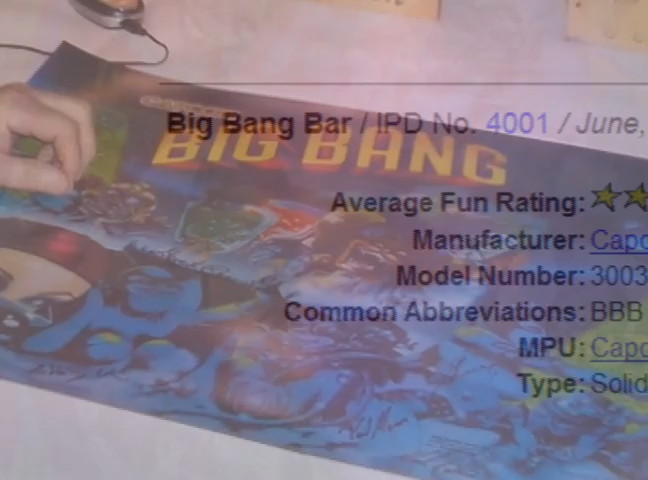 Big Bang Bar / IPD No. 4001 / June,
BIG BANG
Average Fun Rating:
Manufacturer: Capc
Model Number: 3003
Common Abbreviations: BBB
MPU: Capc
Type: Solid